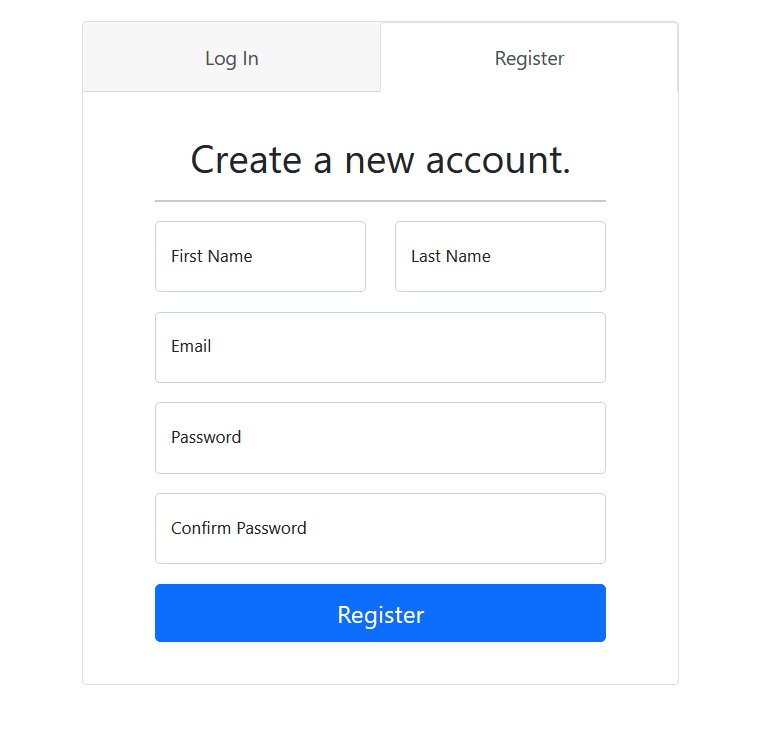 Log In
Register
Create a new account.
First Name
Last Name
Email
Password
Confirm Password
Register